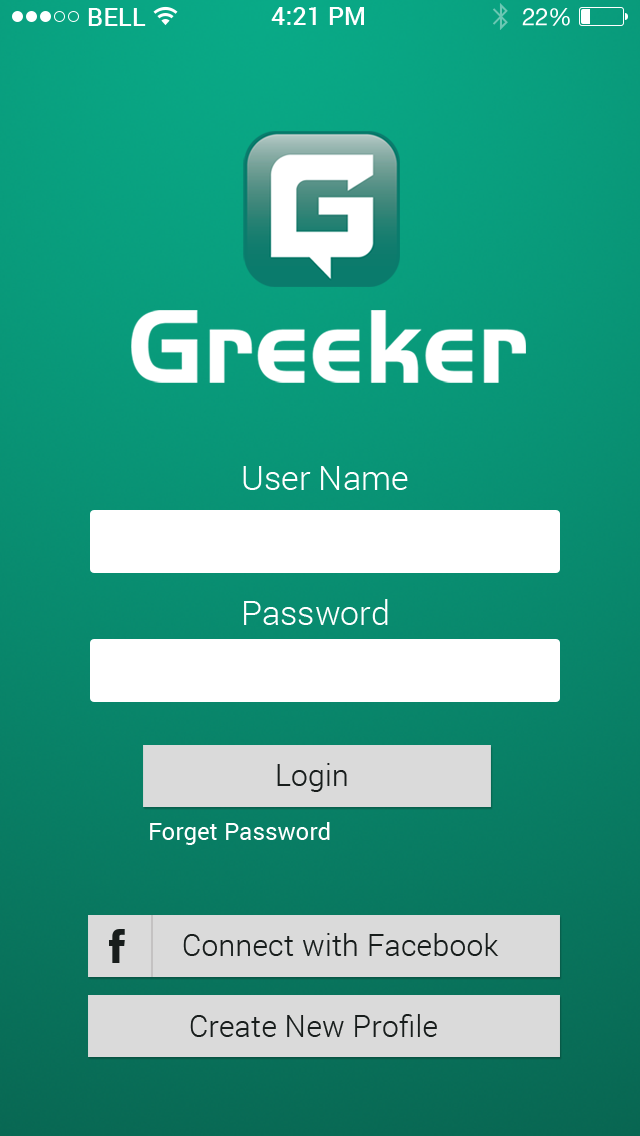 BELL 4:21 PM 22%
G
Greeker
User Name
Password
Login
Forget Password
f Connect with Facebook
Create New Profile